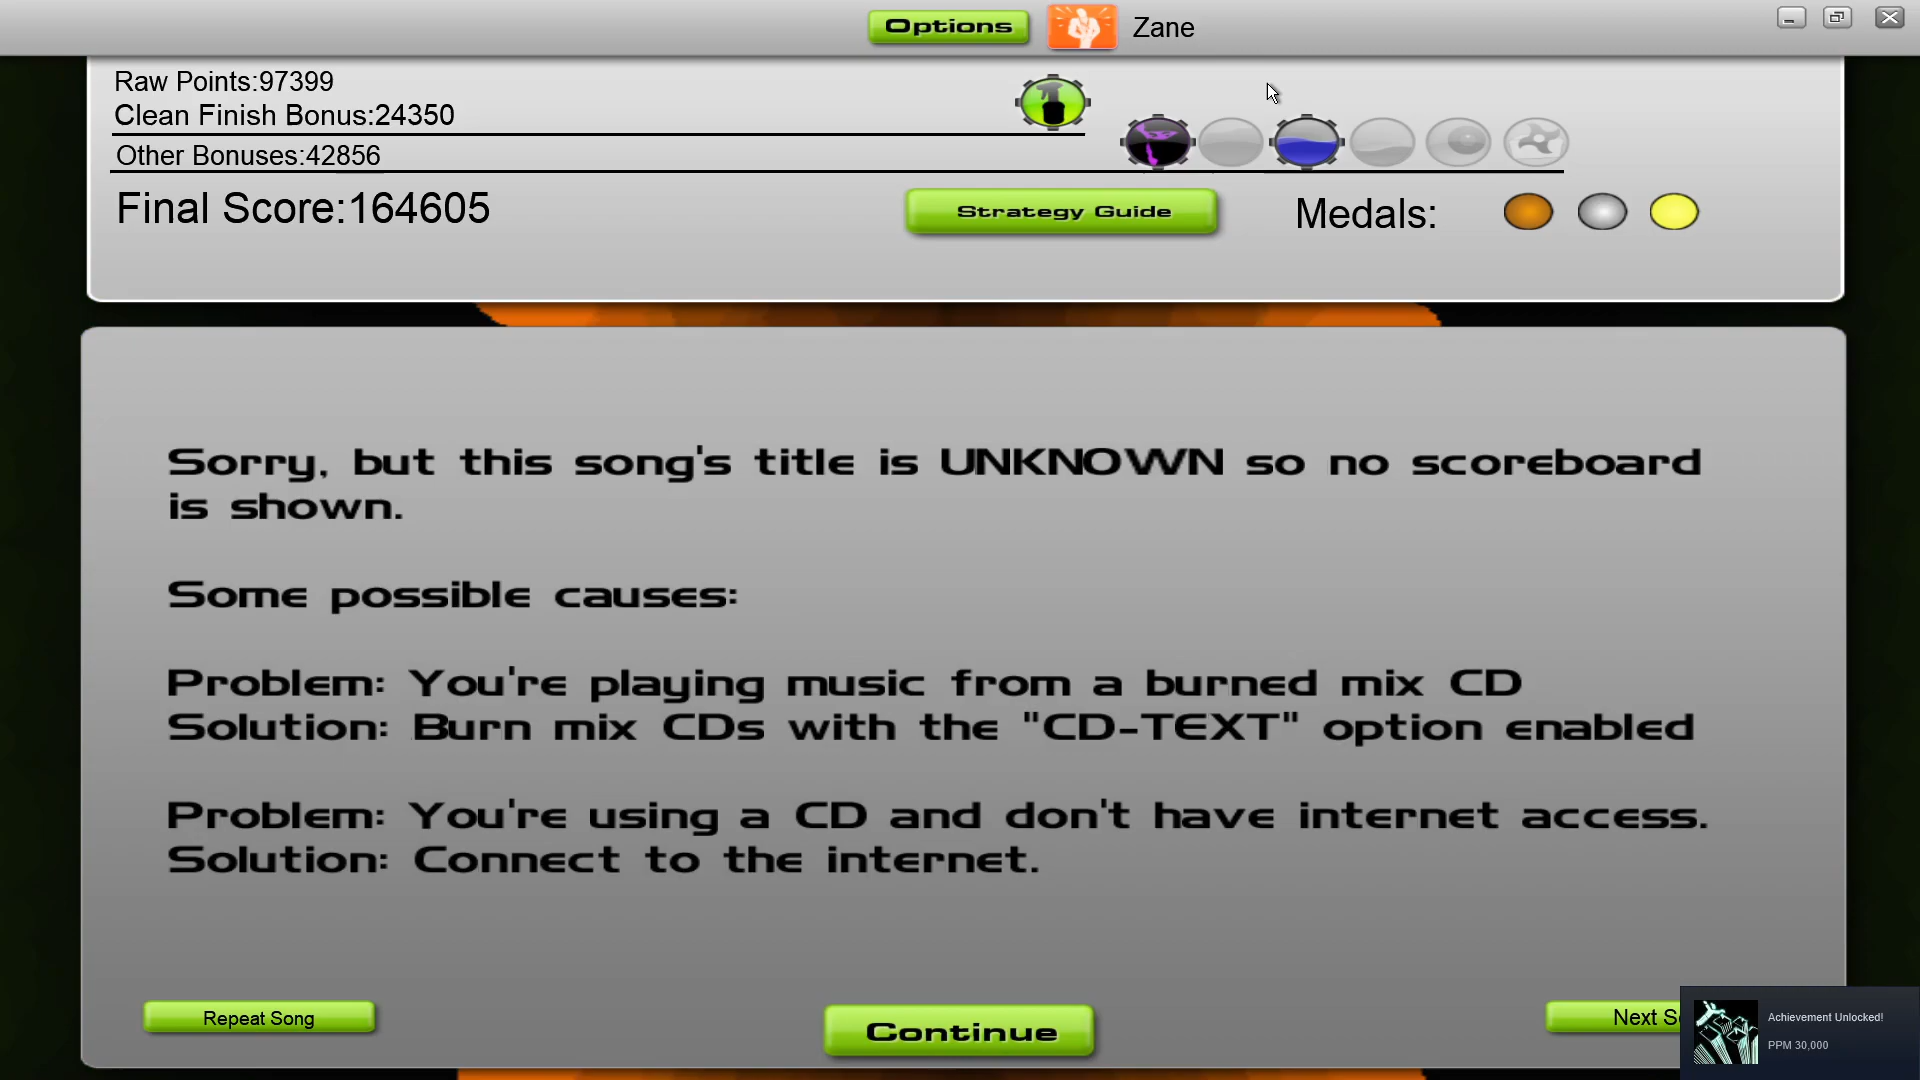 Options
Zane
Raw Points:97399
Clean Finish Bonus:24350
Other Bonuses:42856
Final Score:164605
Strategy Guide
Medals:
Sorry, but this song's title is UNKNOWN so no scoreboard
is shown.
Some possible causes:
Problem: You're playing music from a burned mix CD
Solution: Burn mix CDs with the "CD-TEXT" option enabled
Problem: You're using a CD and don't have internet access.
Solution: Connect to the internet.
Repeat Song
Continue
Next S
Achievement Unlocked!
PPM 30,000